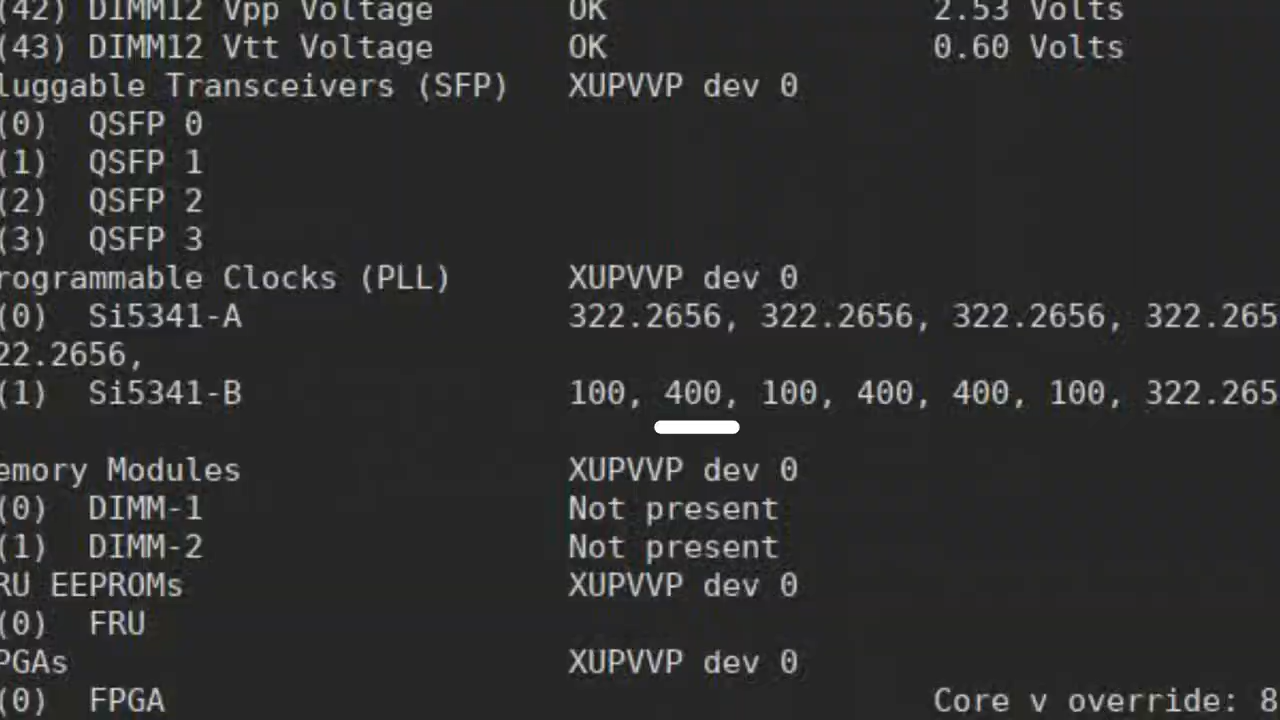 (42) DIMM12 Vpp Voltage OK 2.53 Volts
(43) DIMM12 Vtt Voltage OK 0.60 Volts
luggable Transceivers (SFP) XUPVVP dev 0
(0) QSFP 0
(1) QSFP 1
(2) QSFP 2
(3) QSFP 3
rogrammable Clocks (PLL) XUPVVP dev 0
(0) Si5341-A 322.2656, 322.2656, 322.2656, 322.265
22.2656,
(1) Si5341-B 100, 400, 100, 400, 400, 100, 322.265
emory Modules XUPVVP dev 0
(0) DIMM-1 Not present
(1) DIMM-2 Not present
RU EEPROMs XUPVVP dev 0
(0) FRU
PGAs XUPVVP dev 0
(0) FPGA Core v override: 8